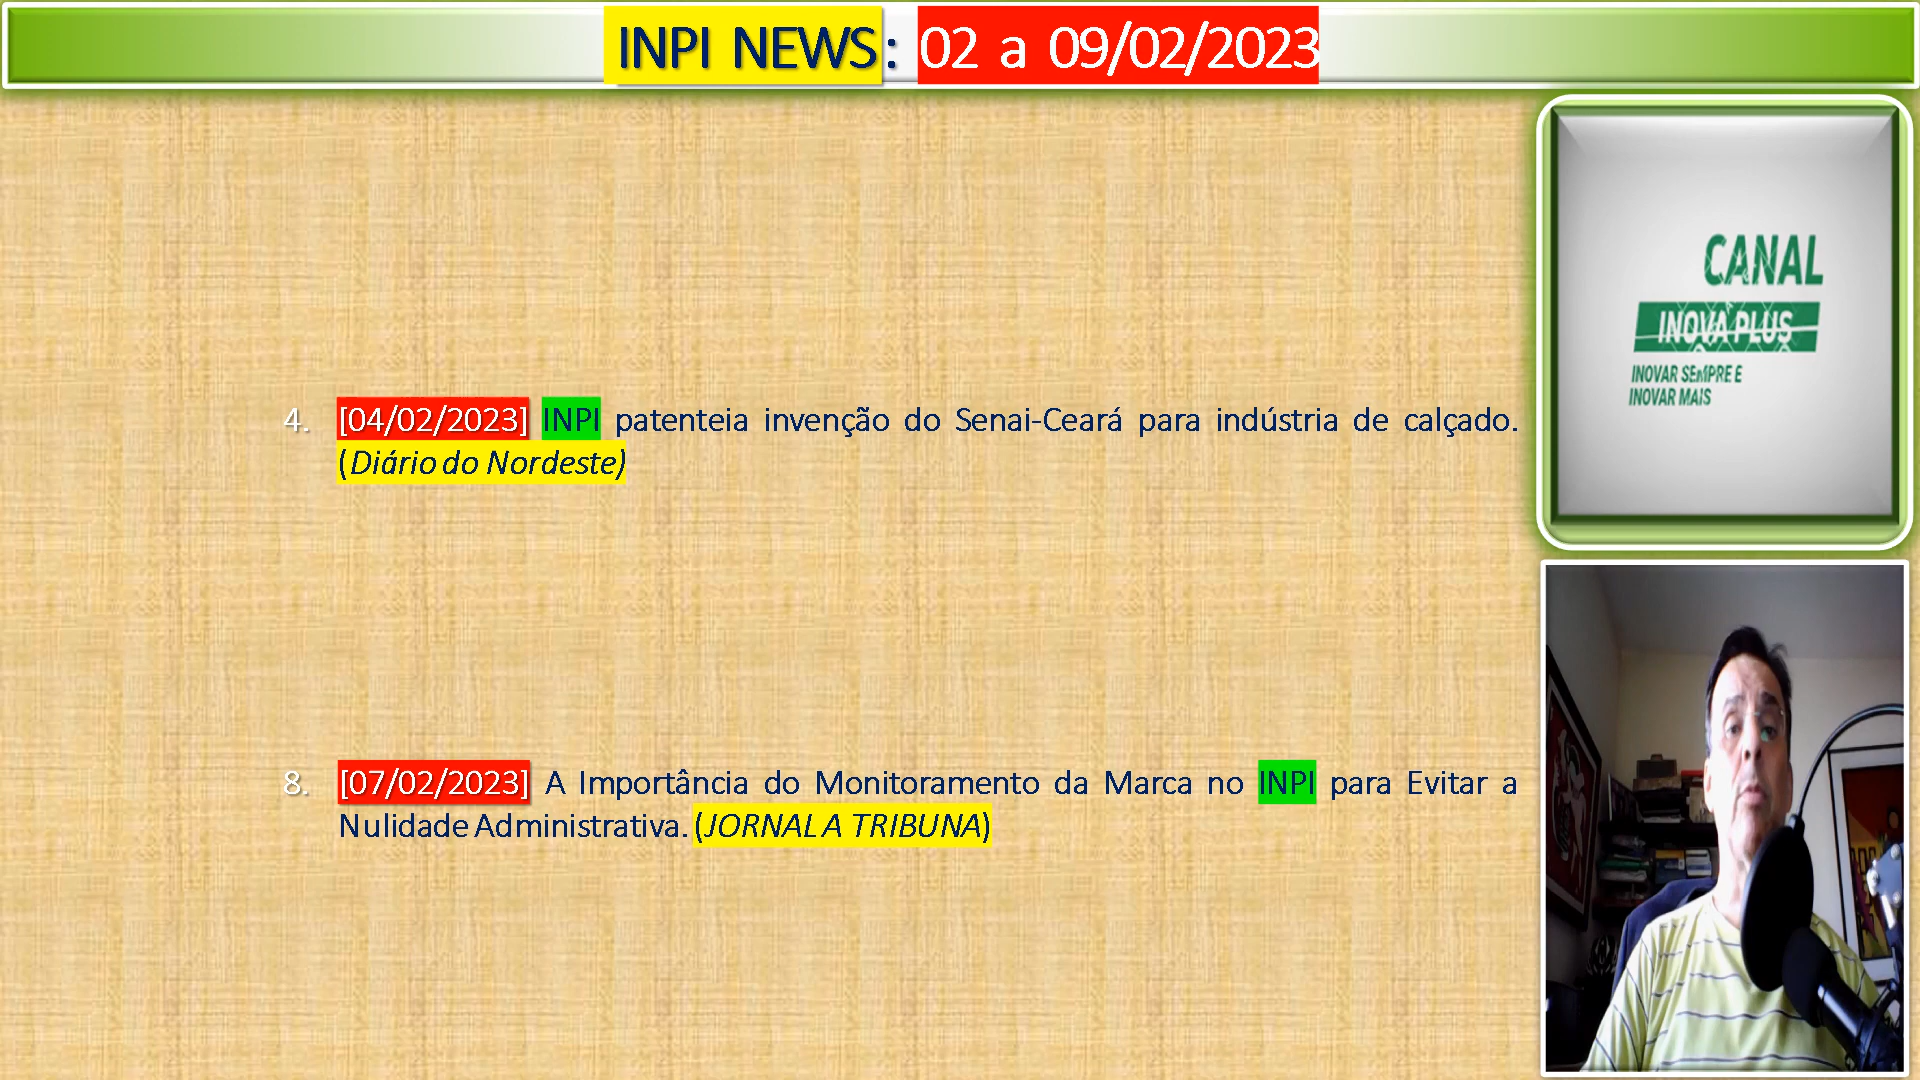 INPI NEWS: 02 a 09/02/2023
CANAL
INOVA PLUS
INOVAR SEMPRE E
INOVAR MAIS
4. [04/02/2023] INPI patenteia invenção do Senai-Ceará para indústria de calçado.
(Diário do Nordeste)
8. [07/02/2023] A Importância do Monitoramento da Marca no INPI para Evitar a
Nulidade Administrativa. (JORNAL A TRIBUNA)